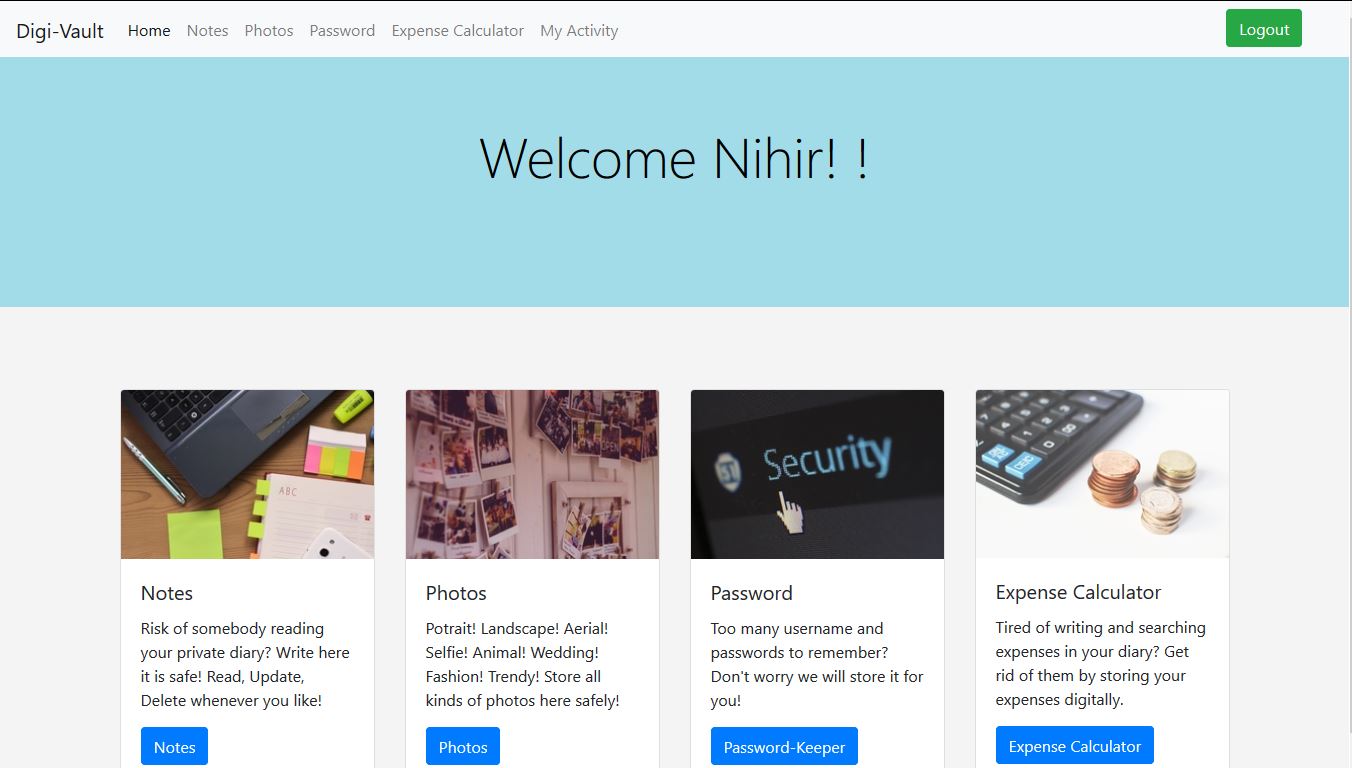 Digi-Vault Home Notes Photos Password Expense Calculator My Activity Logout
Welcome Nihir! !
ABC
Security
Notes
Risk of somebody reading
your private diary? Write here
it is safe! Read, Update,
Delete whenever you like!
Notes
Photos
Potrait! Landscape! Aerial!
Selfie! Animal! Wedding!
Fashion! Trendy! Store all
kinds of photos here safely!
Photos
Password
Too many username and
passwords to remember?
Don't worry we will store it for
you!
Password-Keeper
Expense Calculator
Tired of writing and searching
expenses in your diary? Get
rid of them by storing your
expenses digitally.
Expense Calculator